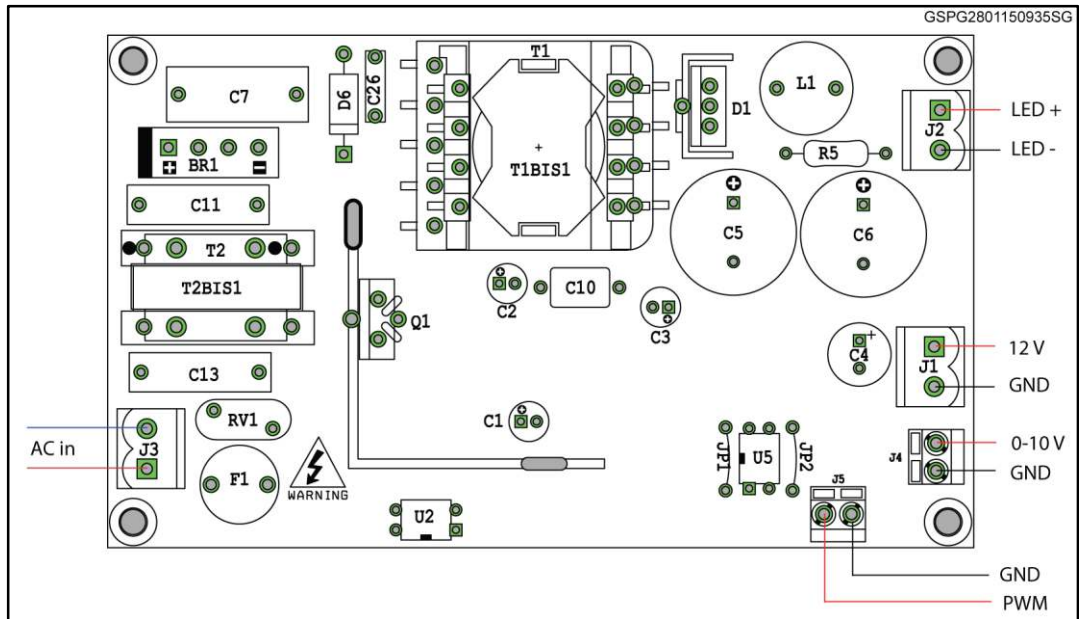 GSPG2801150935SG
T1
C7
D6
C26
L1
D1
LED +
J2
LED -
BR1
R5
T1BIS1
C11
C5
C6
T2
T2BIS1
C10
C2
Q1
C3
C4
12 V
J1
GND
C13
RV1
C1
0-10 V
AC in
J3
J4
GND
JP1
U5
JP2
F1
WARNING
J5
U2
GND
PWM